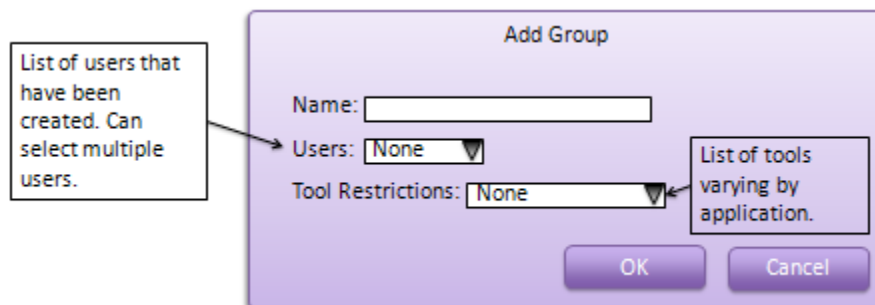 Add Group
List of users that
have been
created. Can
select multiple
users.
Name:
Users: None
Tool Restrictions: None
List of tools
varying by
application.
OK
Cancel